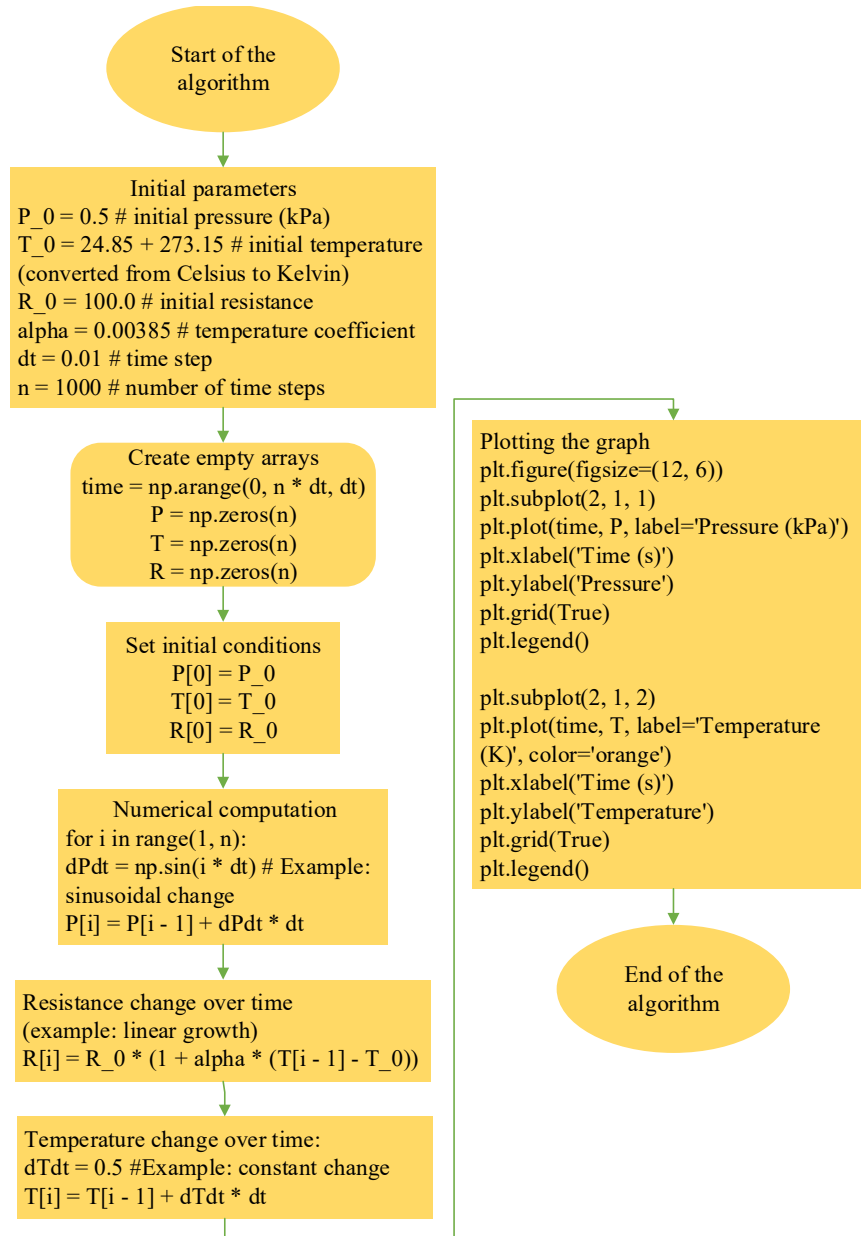 Start of the
algorithm
Initial parameters
P_0 = 0.5 # initial pressure (kPa)
T_0 = 24.85 + 273.15 # initial temperature
(converted from Celsius to Kelvin)
R_0 = 100.0 # initial resistance
alpha = 0.00385 # temperature coefficient
dt = 0.01 # time step
n = 1000 # number of time steps
Create empty arrays
time = np.arange(0, n * dt, dt)
P = np.zeros(n)
T = np.zeros(n)
R = np.zeros(n)
Set initial conditions
P[0] = P_0
T[0] = T_0
R[0] = R_0
Numerical computation
for i in range(1, n):
dPdt = np.sin(i * dt) # Example:
sinusoidal change
P[i] = P[i - 1] + dPdt * dt
Resistance change over time
(example: linear growth)
R[i] = R_0 * (1 + alpha * (T[i - 1] - T_0))
Temperature change over time:
dTdt = 0.5 #Example: constant change
T[i] = T[i - 1] + dTdt * dt
Plotting the graph
plt.figure(figsize=(12, 6))
plt.subplot(2, 1, 1)
plt.plot(time, P, label='Pressure (kPa)')
plt.xlabel('Time (s)')
plt.ylabel('Pressure')
plt.grid(True)
plt.legend()
plt.subplot(2, 1, 2)
plt.plot(time, T, label='Temperature
(K)', color='orange')
plt.xlabel('Time (s)')
plt.ylabel('Temperature')
plt.grid(True)
plt.legend()
End of the
algorithm